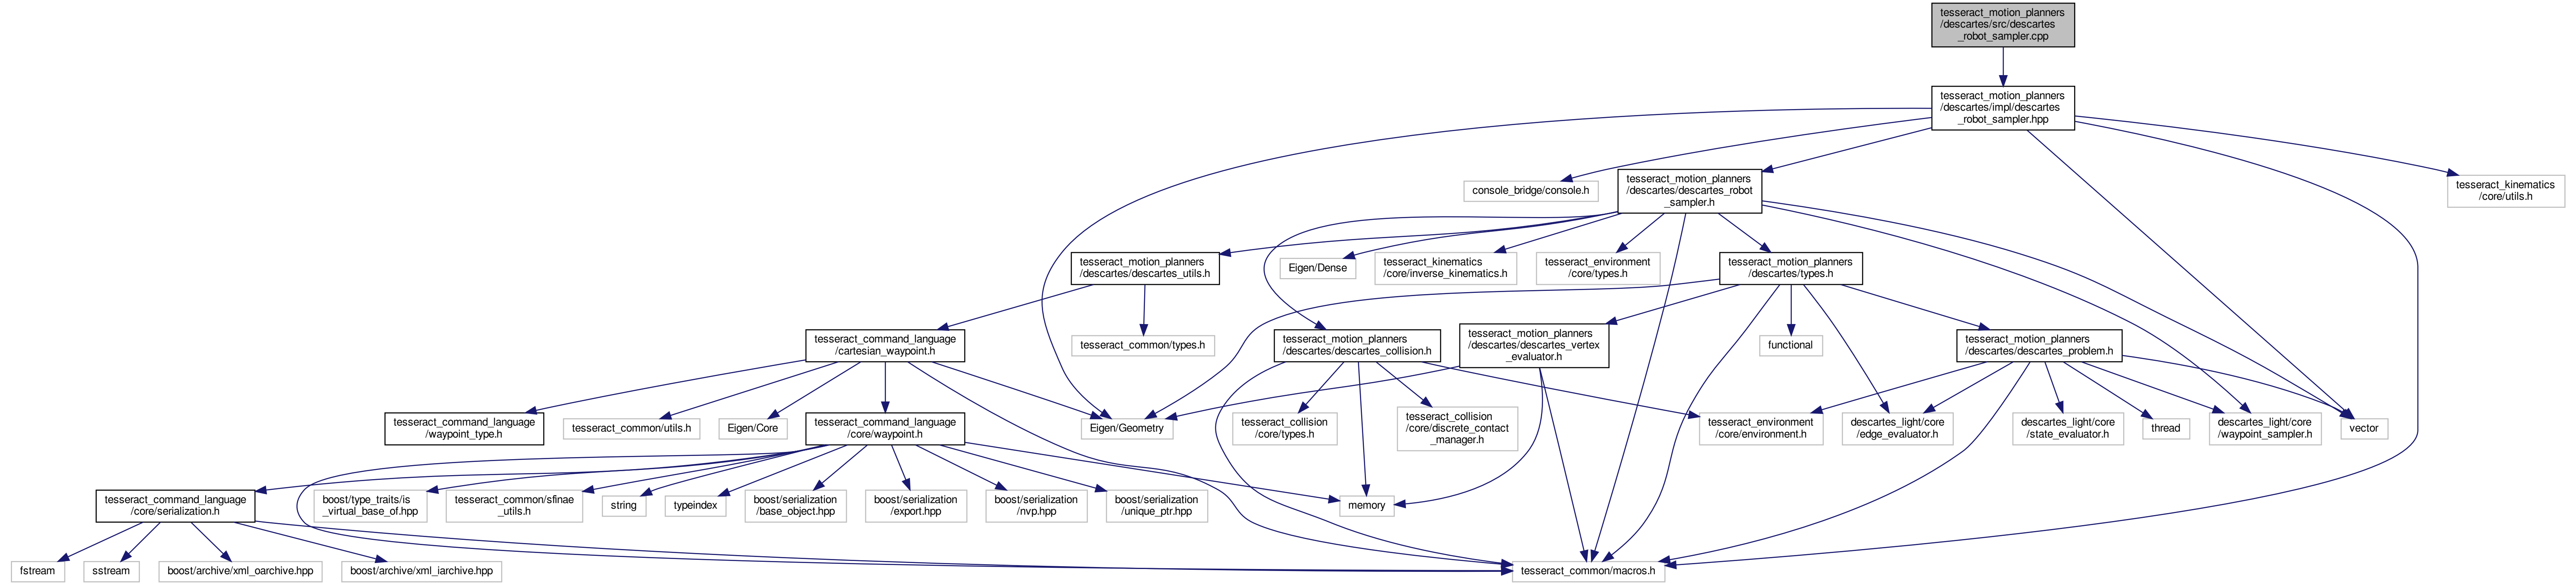 tesseract_motion_planners
/descartes/src/descartes
_robot_sampler.cpp
tesseract_motion_planners
/descartes/impl/descartes
_robot_sampler.hpp
console_bridge/console.h
tesseract_motion_planners
/descartes/descartes_robot
_sampler.h
tesseract_kinematics
/core/utils.h
tesseract_motion_planners
/descartes/descartes_utils.h
Eigen/Dense
tesseract_kinematics
/core/inverse_kinematics.h
tesseract_environment
/core/types.h
tesseract_motion_planners
/descartes/types.h
tesseract_command_language
/cartesian_waypoint.h
tesseract_common/types.h
tesseract_motion_planners
/descartes/descartes_collision.h
tesseract_motion_planners
/descartes/descartes_vertex
_evaluator.h
functional
tesseract_motion_planners
/descartes/descartes_problem.h
tesseract_command_language
/waypoint_type.h
tesseract_common/utils.h
Eigen/Core
tesseract_command_language
/core/waypoint.h
Eigen/Geometry
tesseract_collision
/core/types.h
tesseract_collision
/core/discrete_contact
_manager.h
tesseract_environment
/core/environment.h
descartes_light/core
/edge_evaluator.h
descartes_light/core
/state_evaluator.h
thread
descartes_light/core
/waypoint_sampler.h
vector
tesseract_command_language
/core/serialization.h
boost/type_traits/is
_virtual_base_of.hpp
tesseract_common/sfinae
_utils.h
string
typeindex
boost/serialization
/base_object.hpp
boost/serialization
/export.hpp
boost/serialization
/nvp.hpp
boost/serialization
/unique_ptr.hpp
memory
fstream
sstream
boost/archive/xml_oarchive.hpp
boost/archive/xml_iarchive.hpp
tesseract_common/macros.h